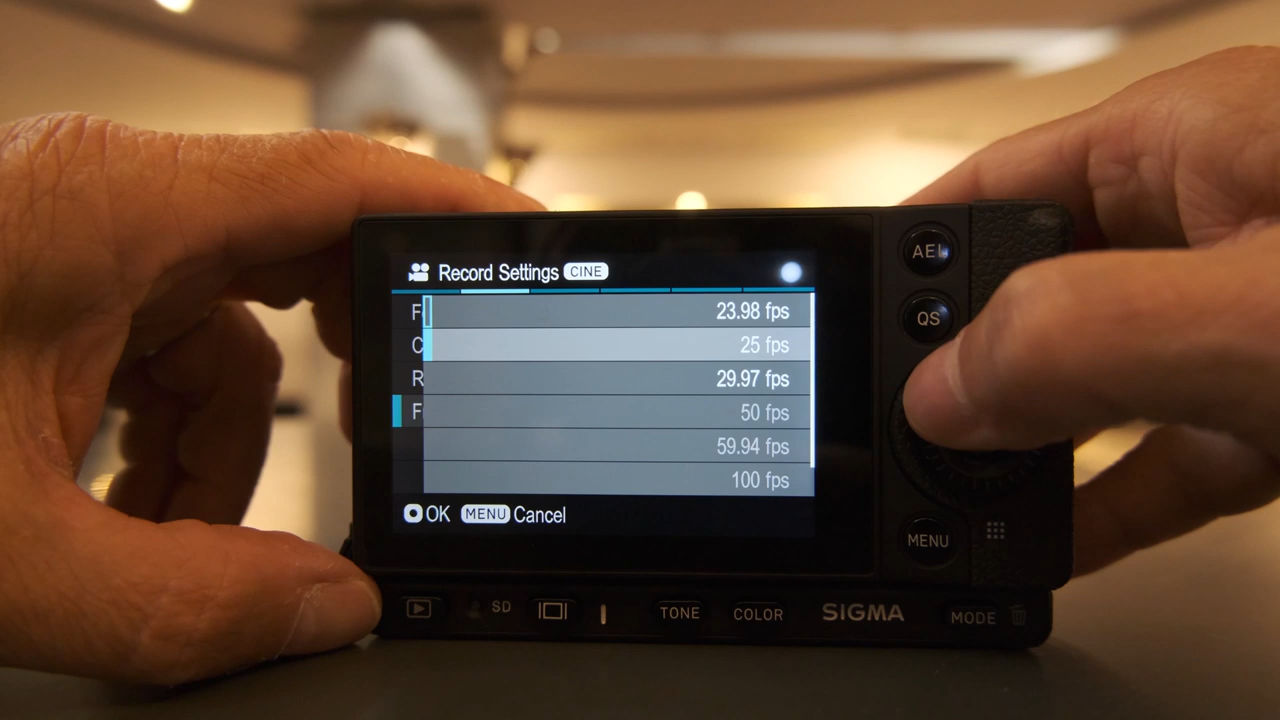 Record Settings CINE
F 23.98 fps
C 25 fps
R 29.97 fps
F 50 fps
59.94 fps
100 fps
OK MENU Cancel
AEL
QS
MENU
SD
TONE
COLOR
SIGMA
MODE